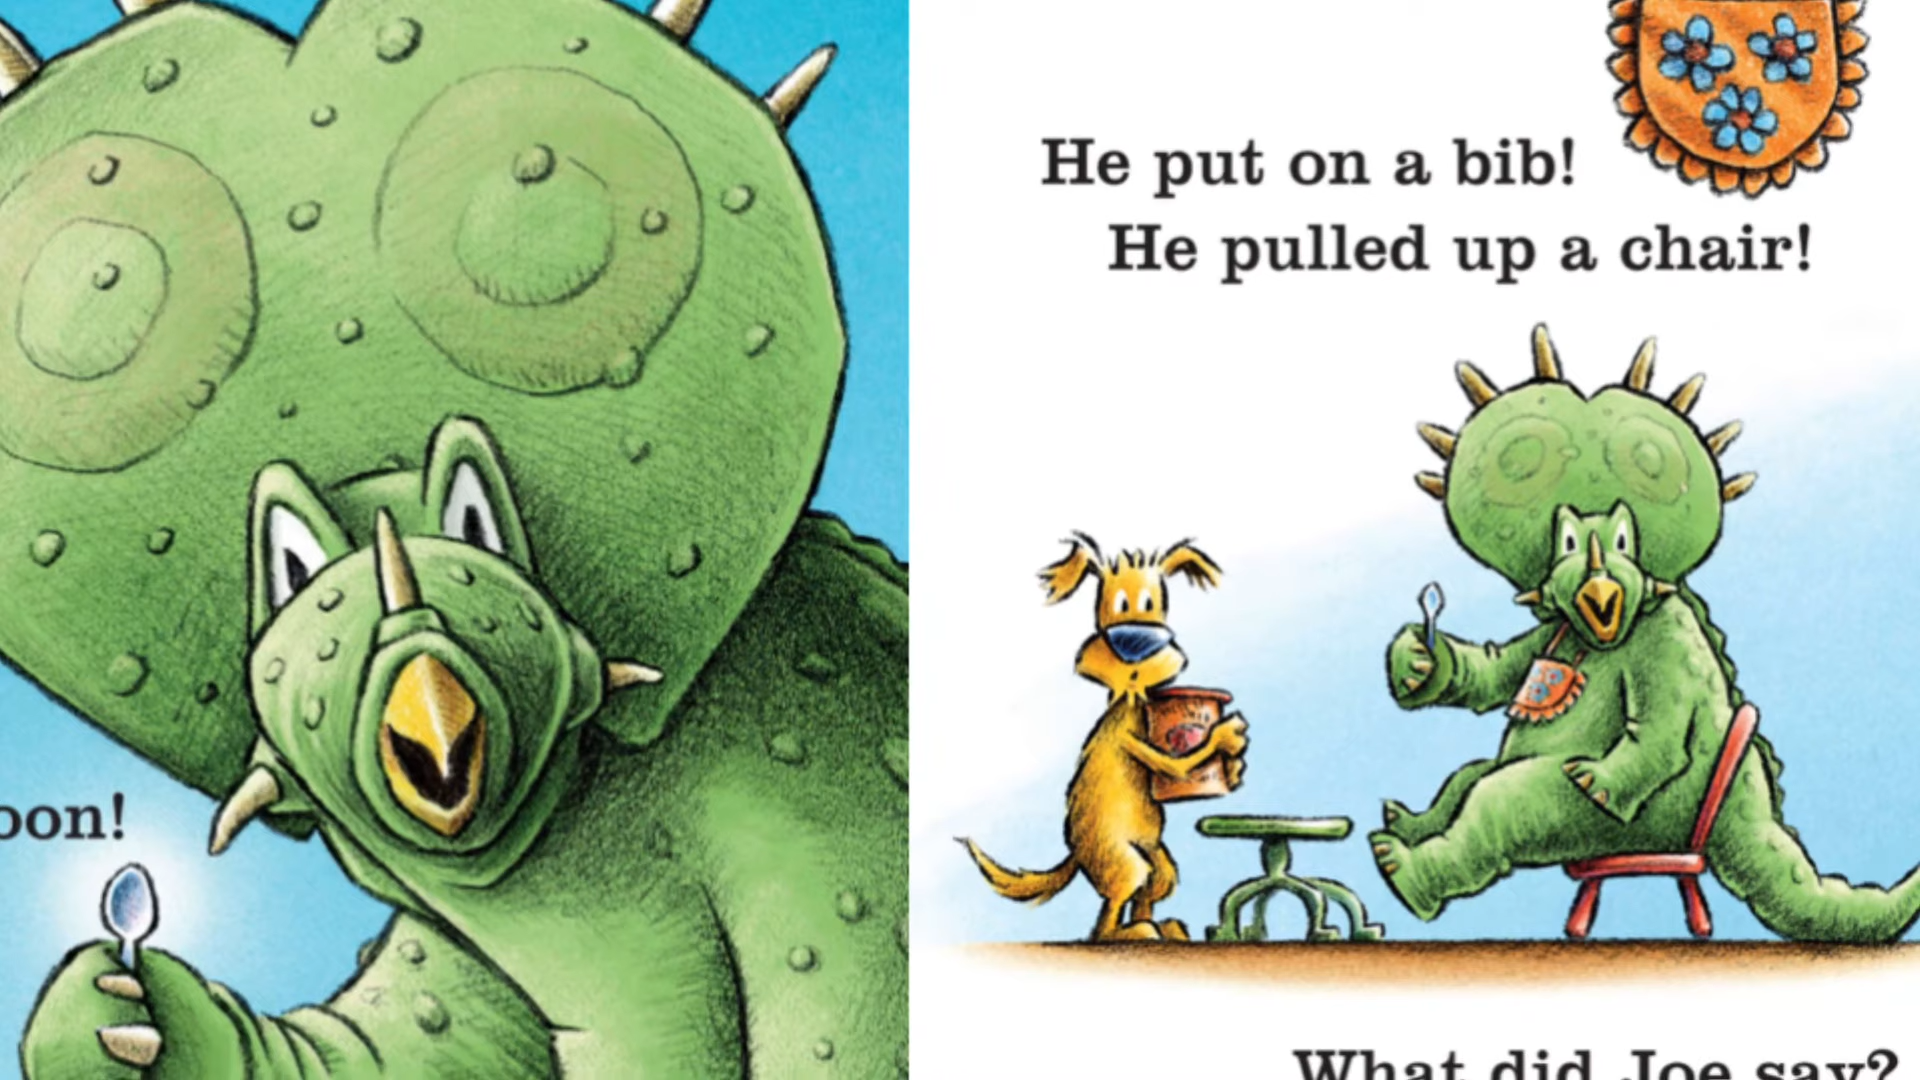 oon!
He put on a bib!
He pulled up a chair!
What did Joe say?